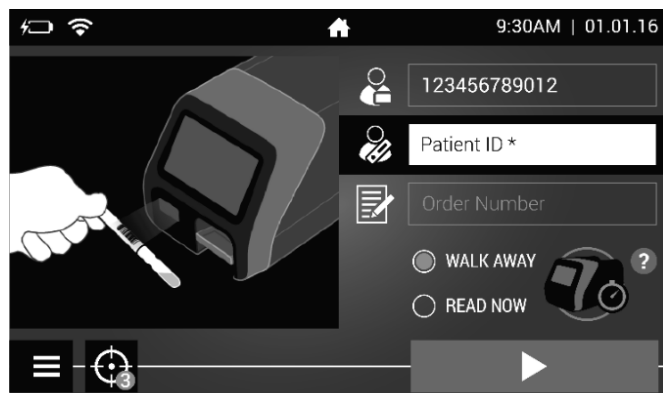 9:30AM | 01.01.16
123456789012
Patient ID *
Order Number
WALK AWAY
?
READ NOW
3